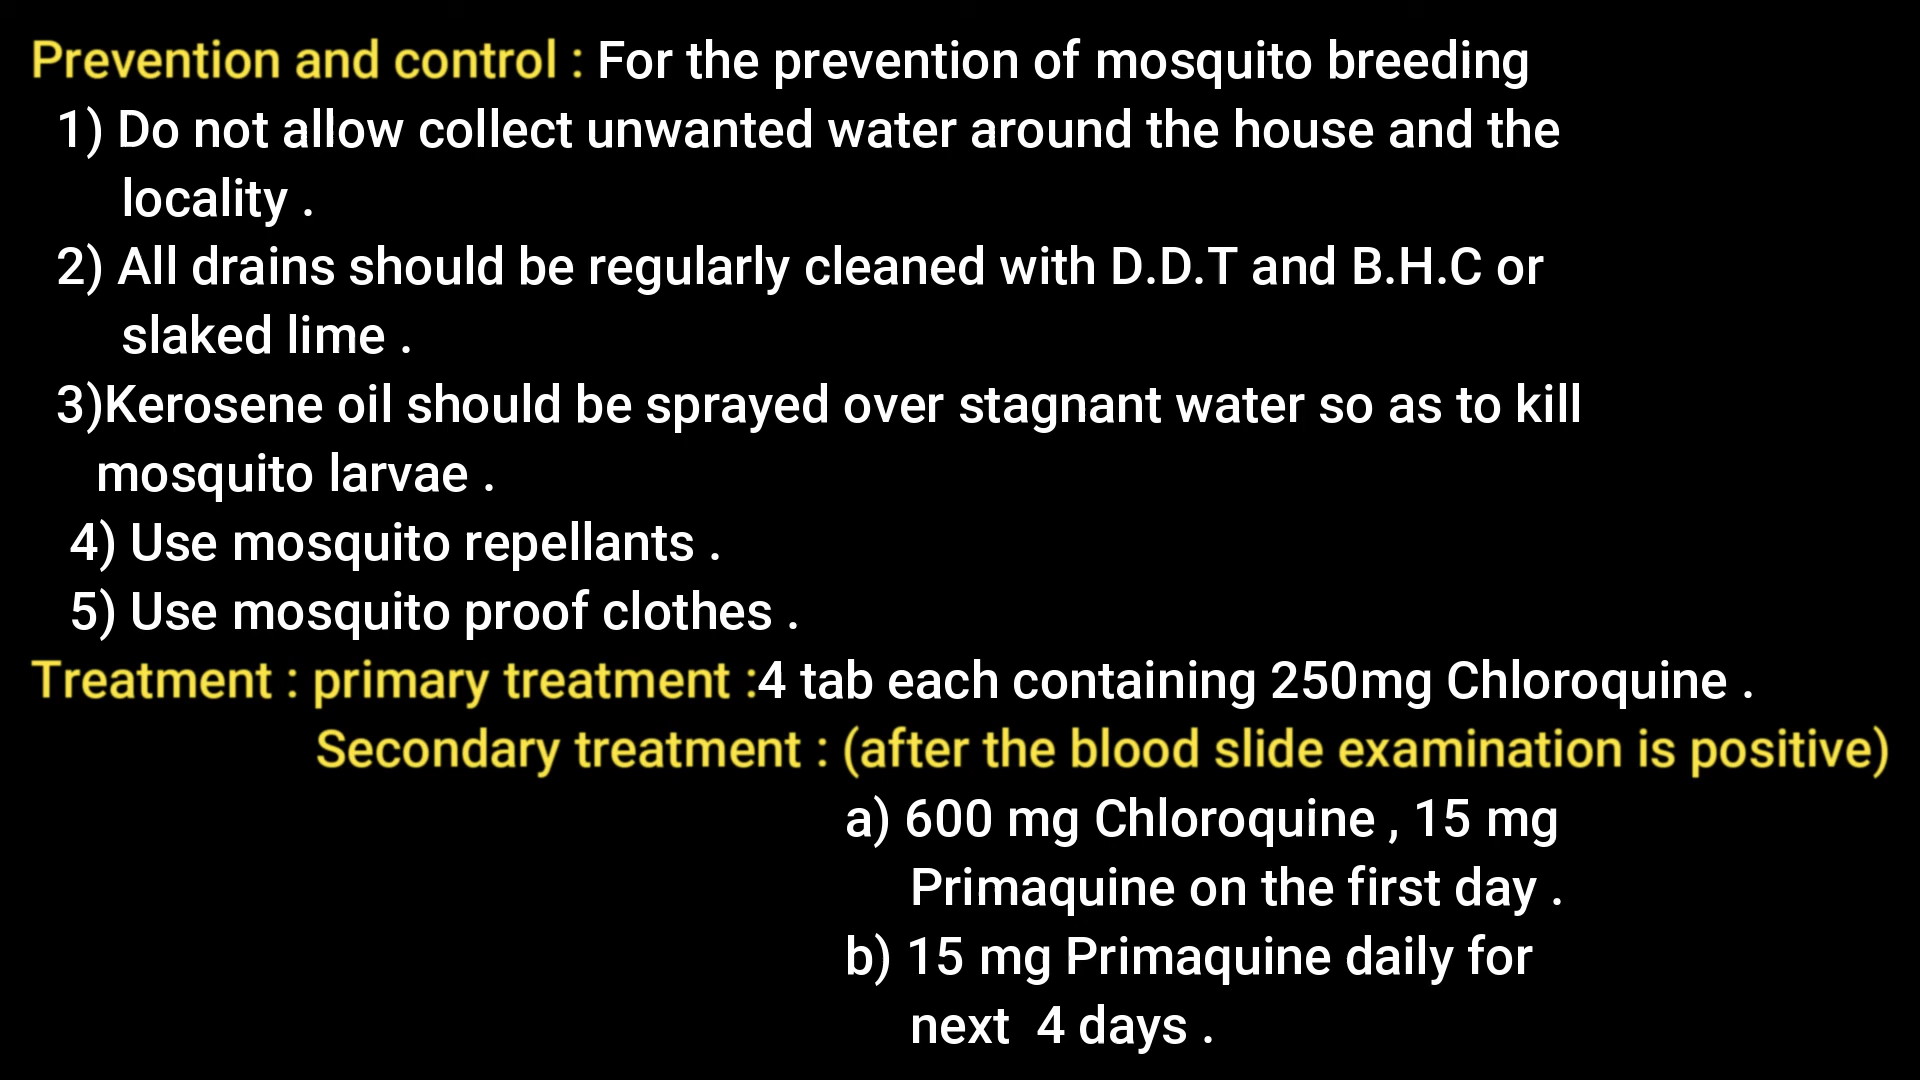 Prevention and control : For the prevention of mosquito breeding
1) Do not allow collect unwanted water around the house and the
locality .
2) All drains should be regularly cleaned with D.D.T and B.H.C or
slaked lime .
3)Kerosene oil should be sprayed over stagnant water so as to kill
mosquito larvae .
4) Use mosquito repellants .
5) Use mosquito proof clothes .
Treatment : primary treatment :4 tab each containing 250mg Chloroquine .
Secondary treatment : (after the blood slide examination is positive)
a) 600 mg Chloroquine , 15 mg
Primaquine on the first day .
b) 15 mg Primaquine daily for
next 4 days .